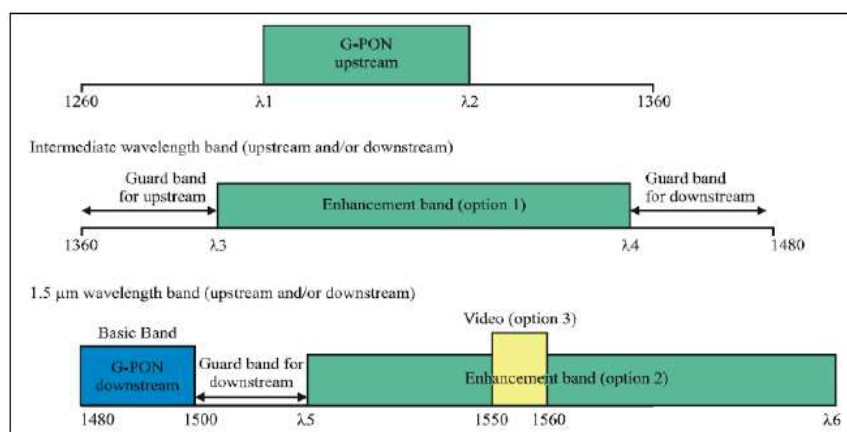 G-PON
upstream
1260
λ1
λ2
1360
Intermediate wavelength band (upstream and/or downstream)
Guard band
for upstream
Enhancement band (option 1)
Guard band
for downstream
1360
λ3
λ4
1480
1.5 μm wavelength band (upstream and/or downstream)
Video (option 3)
Basic Band
G-PON
downstream
Guard band for
downstream
Enhancement band (option 2)
1480
1500
λ5
1550
1560
λ6